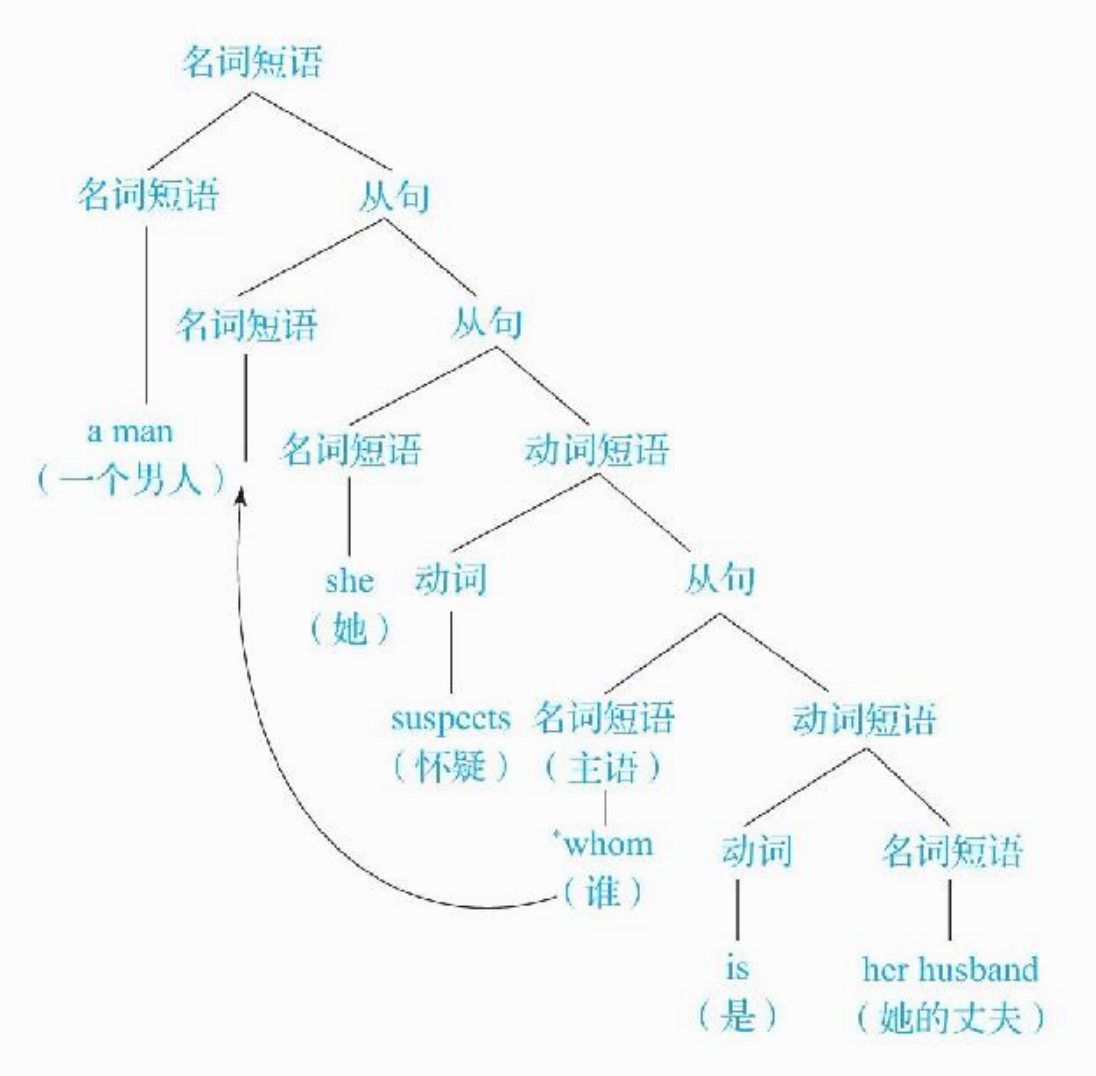 名词短语
名词短语 从句
名词短语 从句
a man
（一个男人）
名词短语 动词短语
she
（她）
动词 从句
suspects
（怀疑）
名词短语
（主语）
动词短语
*whom
（谁）
动词 名词短语
is
（是）
her husband
（她的丈夫）